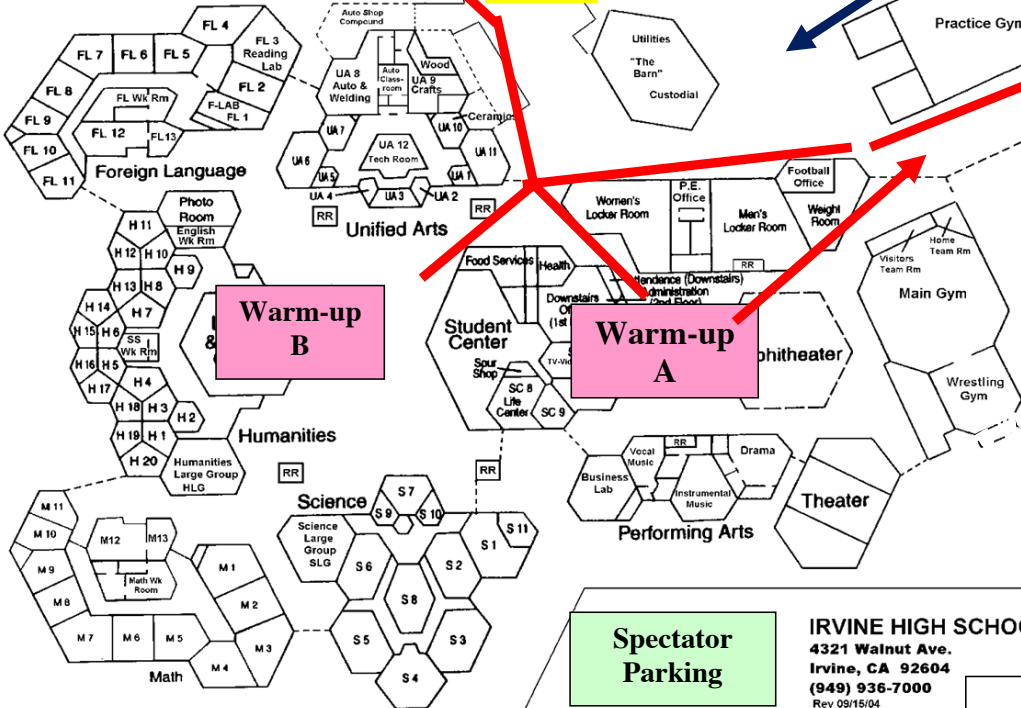 Auto Shop
Compound
Practice Gym
FL 4
FL 3
Reading
Lab
FL 7
FL 6
FL 5
FL 2
FL 8
FL Wk Rm
F-LAB
FL 1
FL 9
FL 12
FL13
FL 10
FL 11
Foreign Language
UA 8
Auto &
Welding
Auto
Class-
room
Wood
UA 9
Crafts
Ceramics
UA 7
UA 10
UA 12
Tech Room
UA 6
UA 11
UA 5
UA 1
UA 4
UA 3
UA 2
RR
RR
Unified Arts
Utilities
"The
Barn"
Custodial
Women's
Locker Room
P.E.
Office
Men's
Locker Room
Football
Office
Weight
Room
RR
Visitors
Team Rm
Home
Team Rm
Main Gym
Wrestling
Gym
Photo
Room
English
Wk Rm
H 11
H 12
H 10
H 9
H 13
H 8
H 14
H 7
H 15
H 6
SS
Wk Rm
H 16
H 5
H 17
H 4
H 18
H 3
H 2
H 19
H 1
H 20
Humanities
Large Group
HLG
Humanities
&
Warm-up
B
Food Services
Health
Downstairs
(1st
(Downstairs)
Administration
(2nd Floor)
Student
Center
Spur
Shop
SC 8
Life
Center
SC 9
Warm-up
A
RR
RR
Business
Lab
Vocal
Music
RR
Instrumental
Music
Drama
Performing Arts
Theater
Science
S 7
S 9
S 10
Science
Large
Group
SLG
S 11
S 1
S 6
S 2
S 8
S 5
S 3
S 4
M 11
M 10
M12
M13
M 9
Math Wk
Room
M 1
M 8
M 2
M 7
M 6
M 5
M 3
M 4
Math
Spectator
Parking
4321 Walnut Ave.
IRVINE HIGH
Irvine, CA 92604
(949) 936-7000
Rev 09/15/04